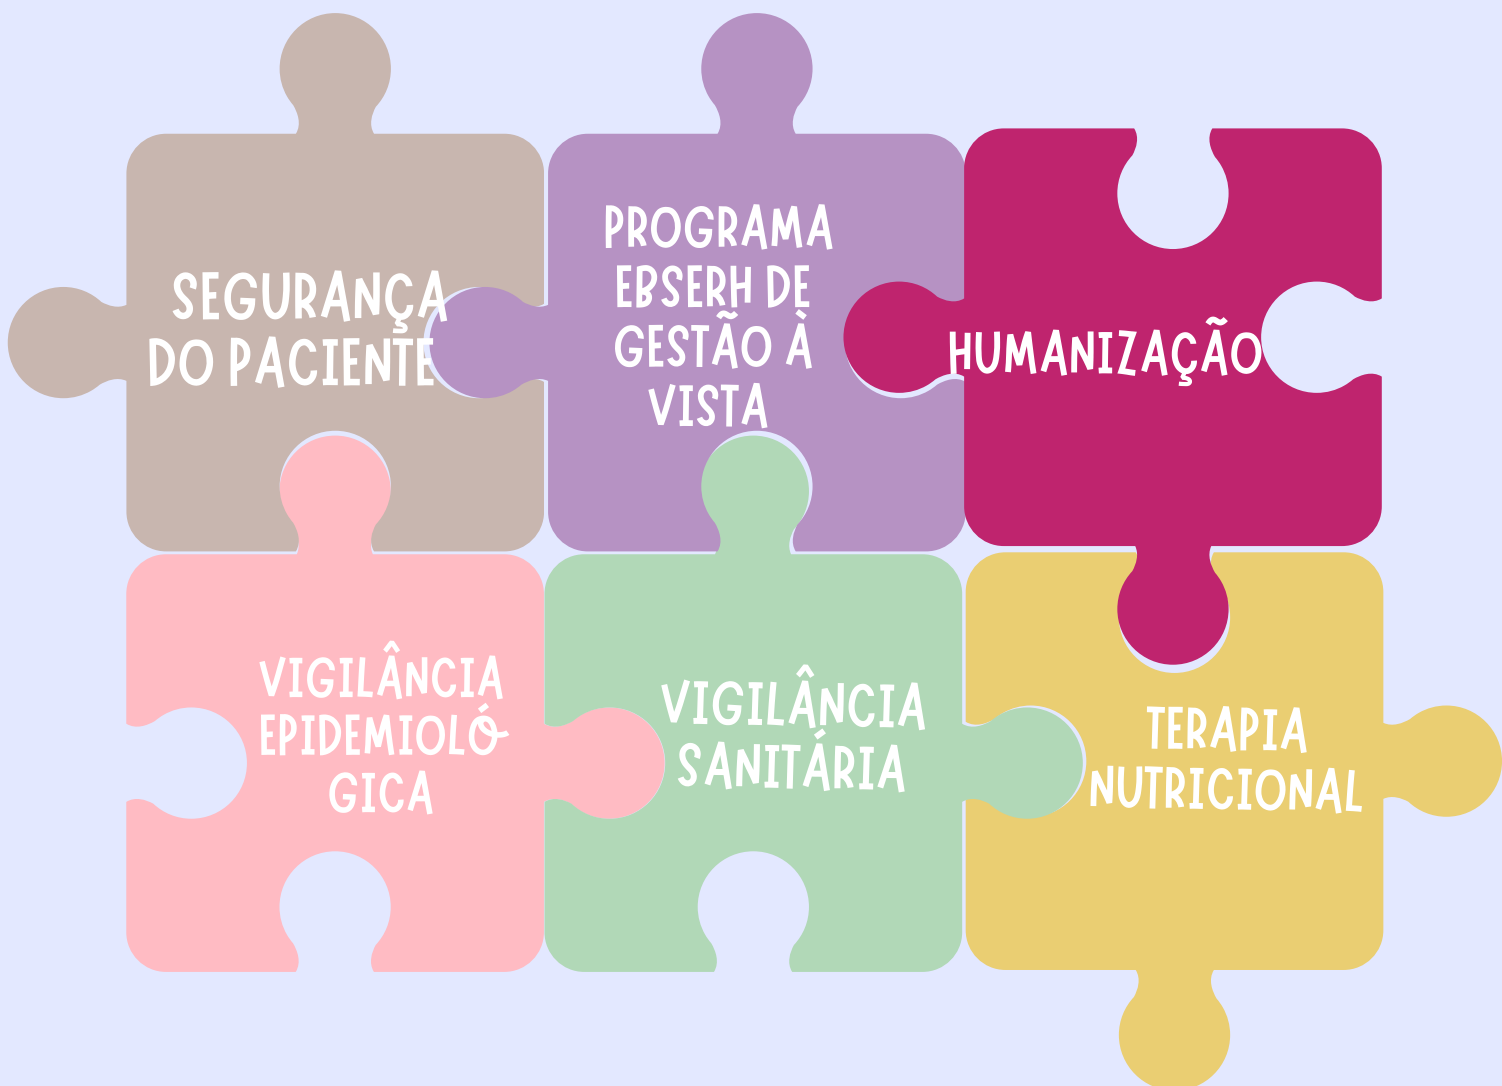 SEGURANÇA
DO PACIENTE
PROGRAMA
EBSERH DE
GESTÃO À
VISTA
HUMANIZAÇÃO
VIGILÂNCIA
EPIDEMIOLÓ
GICA
VIGILÂNCIA
SANITÁRIA
TERAPIA
NUTRICIONAL